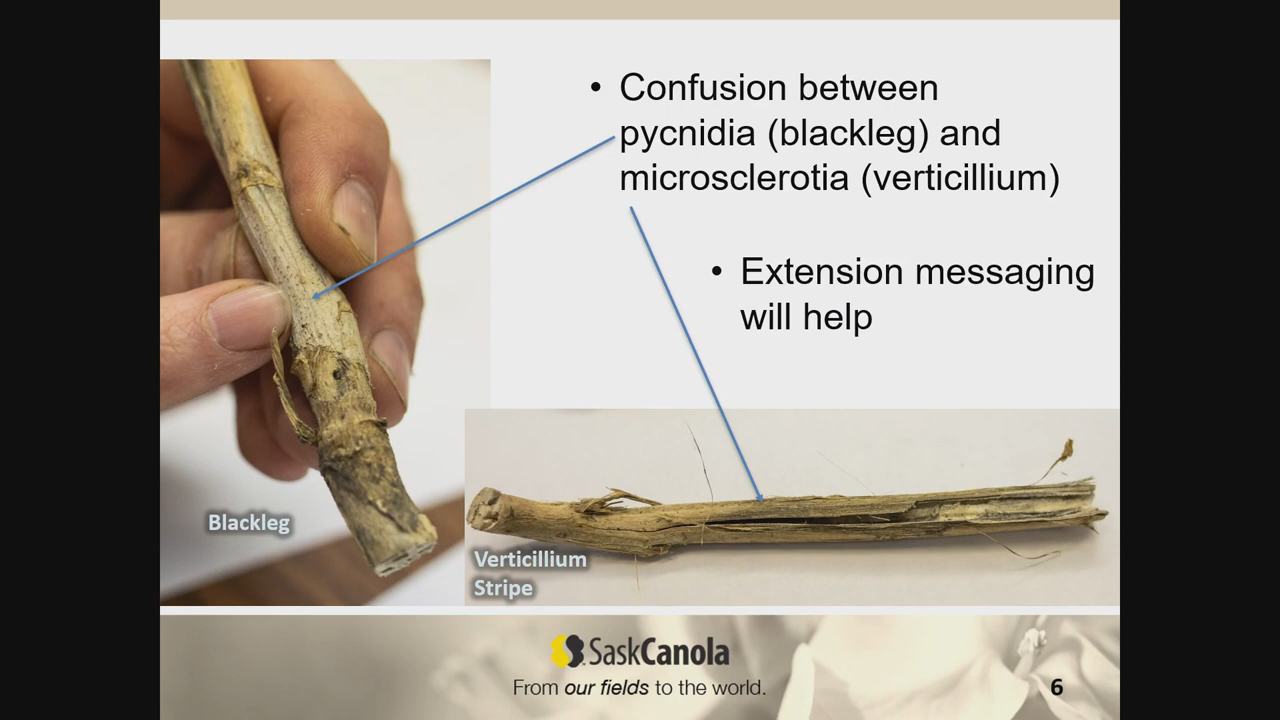 • Confusion between
pycnidia (blackleg) and
microsclerotia (verticillium)
• Extension messaging
will help
Blackleg
Verticillium
Stripe
SaskCanola
From our fields to the world.
6